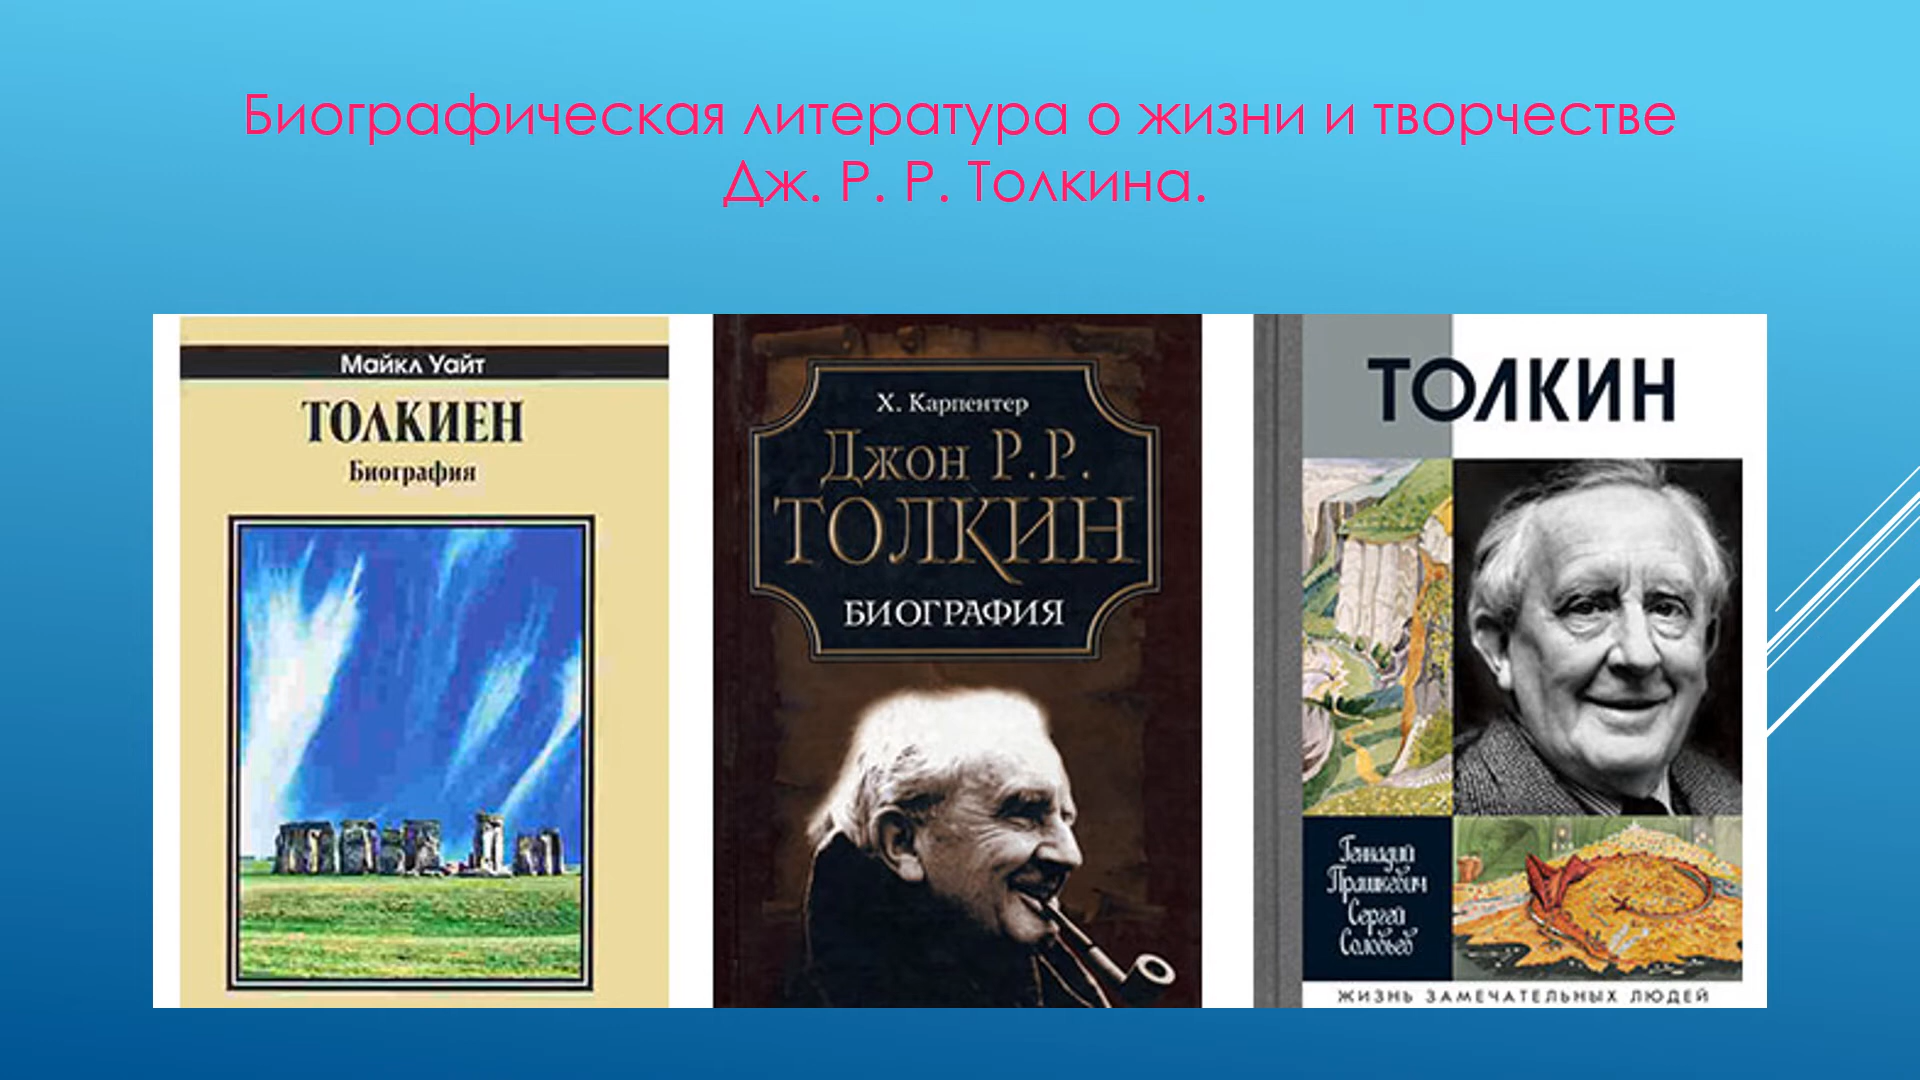 Биографическая литература о жизни и творчестве
Дж. Р. Р. Толкина.
Майкл Уайт
ТОЛКИЕН
Биография
Х. Карпентер
Джон Р.Р.
ТОЛКИН
БИОГРАФИЯ
ТОЛКИН
Геннадий
Прашкевич
Сергей
Соловьев
ЖИЗНЬ ЗАМЕЧАТЕЛЬНЫХ ЛЮДЕЙ